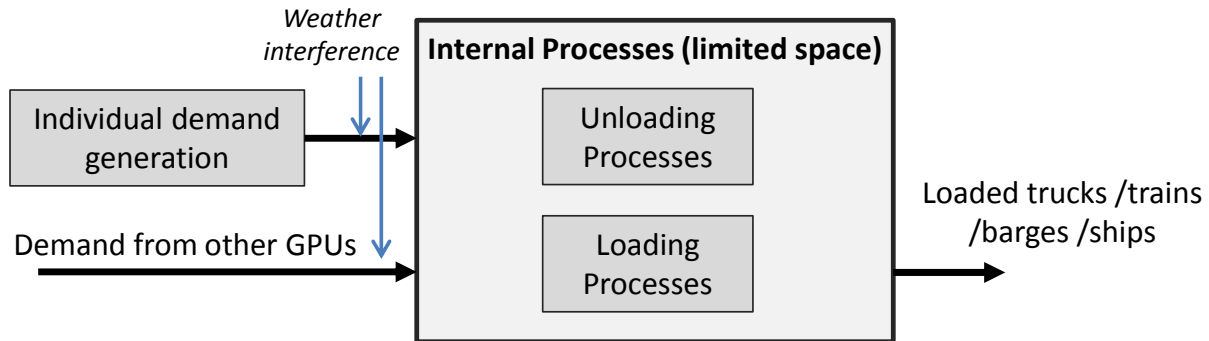 Weather
interference
Internal Processes (limited space)
Individual demand
generation
Unloading
Processes
Demand from other GPUs
Loading
Processes
Loaded trucks /trains
/barges /ships